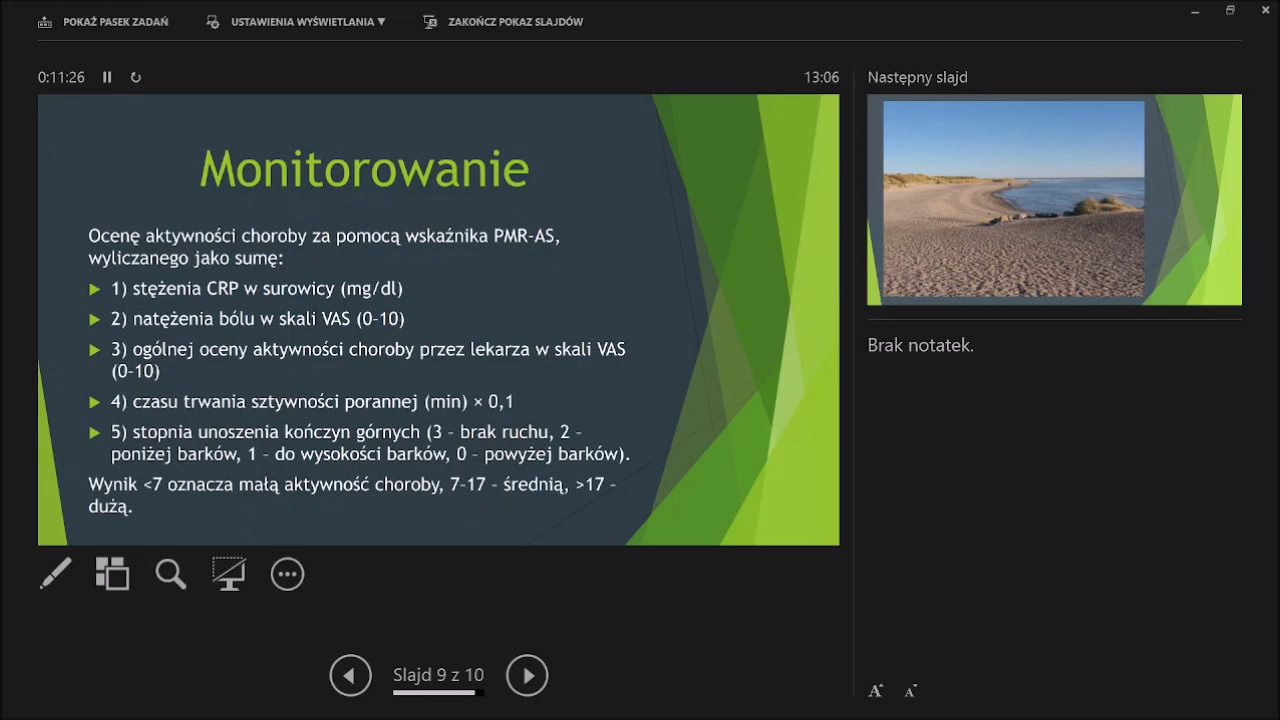 POKAŻ PASEK ZADAŃ
USTAWIENIA WYŚWIETLANIA ▼
ZAKOŃCZ POKAZ SLAJDÓW
0:11:26
13:06
Następny slajd
Monitorowanie
Ocenę aktywności choroby za pomocą wskaźnika PMR-AS,
wyliczanego jako sumę:
1) stężenia CRP w surowicy (mg/dl)
2) natężenia bólu w skali VAS (0–10)
3) ogólnej oceny aktywności choroby przez lekarza w skali VAS
(0–10)
4) czasu trwania sztywności porannej (min) × 0,1
5) stopnia unoszenia kończyn górnych (3 – brak ruchu, 2 –
poniżej barków, 1 – do wysokości barków, 0 – powyżej barków).
Wynik <7 oznacza małą aktywność choroby, 7–17 – średnią, >17 –
dużą.
Brak notatek.
Slajd 9 z 10
A A